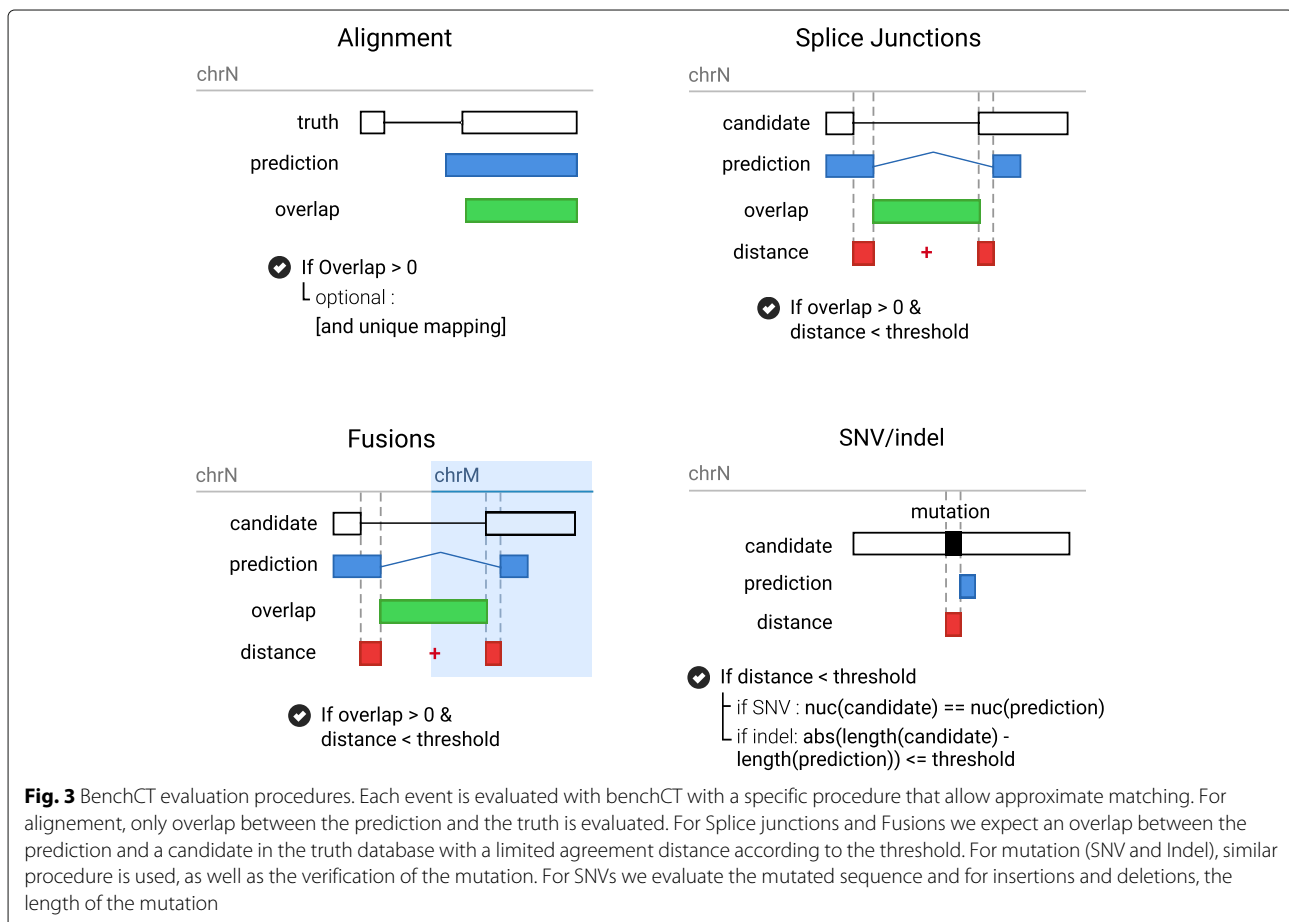 Alignment
chrN
truth
prediction
overlap
If Overlap > 0
optional :
[and unique mapping]
Splice Junctions
chrN
candidate
prediction
overlap
distance
+
If overlap > 0 &
distance < threshold
Fusions
chrN
chrM
candidate
prediction
overlap
distance
+
If overlap > 0 &
distance < threshold
SNV/indel
chrN
mutation
candidate
prediction
distance
If distance < threshold
if SNV : nuc(candidate) == nuc(prediction)
if indel: abs(length(candidate) -
length(prediction)) <= threshold
Fig. 3 BenchCT evaluation procedures. Each event is evaluated with benchCT with a specific procedure that allow approximate matching. For
alignement, only overlap between the prediction and the truth is evaluated. For Splice junctions and Fusions we expect an overlap between the
prediction and a candidate in the truth database with a limited agreement distance according to the threshold. For mutation (SNV and Indel), similar
procedure is used, as well as the verification of the mutation. For SNVs we evaluate the mutated sequence and for insertions and deletions, the
length of the mutation